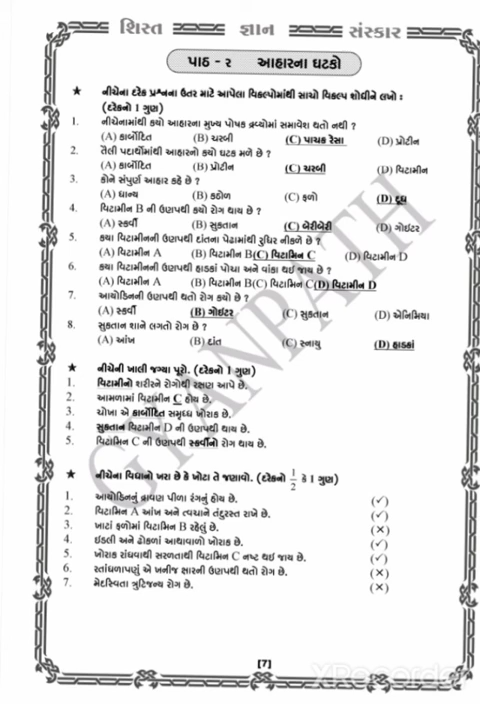 શિસ્ત જ્ઞાન સંસ્કાર
પાઠ - ૨ આહારના ઘટકો
★ નીચેના દરેક પ્રશ્નના ઉતર માટે આપેલા વિકલ્પોમાંથી સાચો વિકલ્પ શોધીને લખો :
(દરેકનો 1 ગુણ)
1. નીચેનામાંથી કયો આહારના મુખ્ય પોષક દ્રવ્યોમાં સમાવેશ થતો નથી ?
(A) કાર્બોદિત (B) ચરબી (C) પાચક રેસા (D) પ્રોટીન
2. તૈલી પદાર્થોમાંથી આહારનો કયો ઘટક મળે છે ?
(A) કાર્બોદિત (B) પ્રોટીન (C) ચરબી (D) વિટામીન
3. કોને સંપુર્ણ આહાર કહે છે ?
(A) ધાન્ય (B) કઠોળ (C) ફળો (D) દૂધ
4. વિટામીન B ની ઉણપથી કયો રોગ થાય છે ?
(A) સ્કર્વી (B) સુકતાન (C) બેરીબેરી (D) ગોઇટર
5. કયા વિટામીનની ઉણપથી દાંતના પેઢામાંથી રુધિર નીકળે છે ?
(A) વિટામીન A (B) વિટામીન B(C) વિટામિન C (D) વિટામીન D
6. કયા વિટામીનની ઉણપથી હાડકાં પોચા અને વાંકા થઈ જાય છે ?
(A) વિટામીન A (B) વિટામીન B(C) વિટામિન C(D) વિટામીન D
7. આયોડિનની ઉણપથી થતો રોગ કયો છે ?
(A) સ્કર્વી (B) ગોઇટર (C) સુકતાન (D) એનિમિયા
8. સુકતાન શાને લગતો રોગ છે ?
(A) આંખ (B) દાંત (C) સ્નાયુ (D) હાડકાં
★ નીચેની ખાલી જગ્યા પૂરો. (દરેકનો 1 ગુણ)
1. વિટામીનો શરીરને રોગોથી રક્ષણ આપે છે.
2. આમળામાં વિટામીન C હોય છે.
3. ચોખા એ કાર્બોદિત સમૃધ્ધ ખોરાક છે.
4. સુકતાન વિટામીન D ની ઉણપથી થાય છે.
5. વિટામિન C ની ઉણપથી સ્કર્વીનો રોગ થાય છે.
★ નીચેના વિધાનો ખરા છે કે ખોટા તે જણાવો. (દરેકનો 1/2 કે 1 ગુણ)
1. આયોડિનનું દ્રાવણ પીળા રંગનું હોય છે. (✓)
2. વિટામિન A આંખ અને ત્વચાને તંદુરસ્ત રાખે છે. (✓)
3. ખાટાં ફળોમાં વિટામિન B રહેલું છે. (×)
4. ઈડલી અને ઢોકળાં આથાવાળો ખોરાક છે. (✓)
5. ખોરાક રાંધવાથી સરળતાથી વિટામિન C નષ્ટ થઈ જાય છે. (✓)
6. રતાંધળાપણું એ ખનીજ ક્ષારની ઉણપથી થતો રોગ છે. (×)
7. મેદસ્વિતા ત્રુટિજન્ય રોગ છે. (×)
GYANPATH
[7]
XRecorder